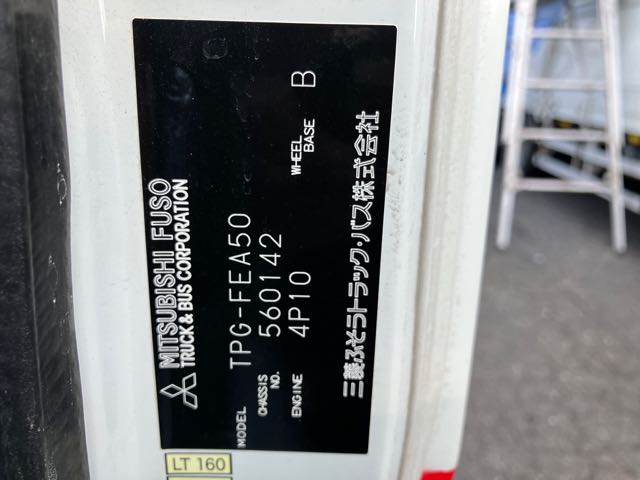 MITSUBISHI FUSO
TRUCK & BUS CORPORATION
MODEL TPG-FEA50
CHASSIS NO. 560142
ENGINE 4P10 WHEEL BASE B
三菱ふそうトラック・バス株式会社
LT 160